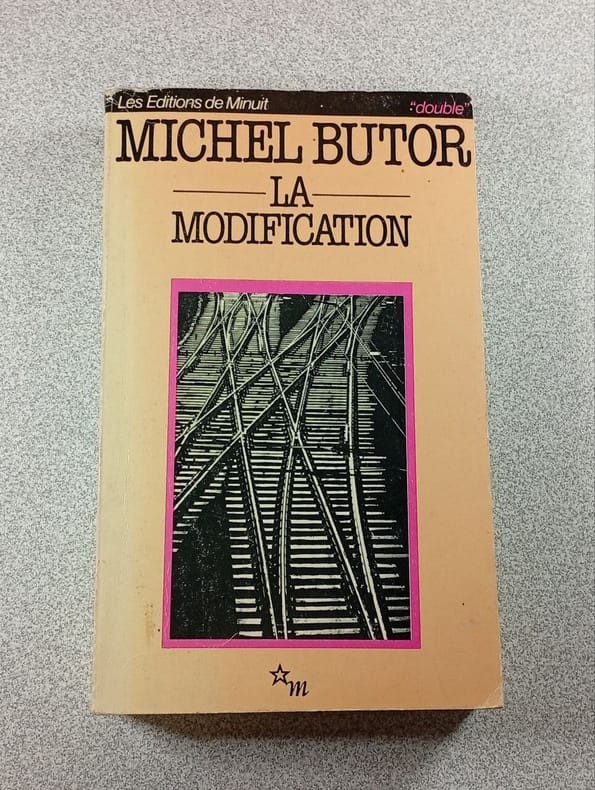 Les Editions de Minuit "double"
MICHEL BUTOR
LA
MODIFICATION
m